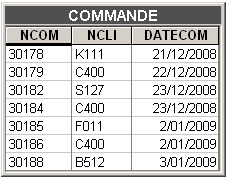 COMMANDE
NCOM NCLI DATECOM
30178 K111 21/12/2008
30179 C400 22/12/2008
30182 S127 23/12/2008
30184 C400 23/12/2008
30185 F011 2/01/2009
30186 C400 2/01/2009
30188 B512 3/01/2009